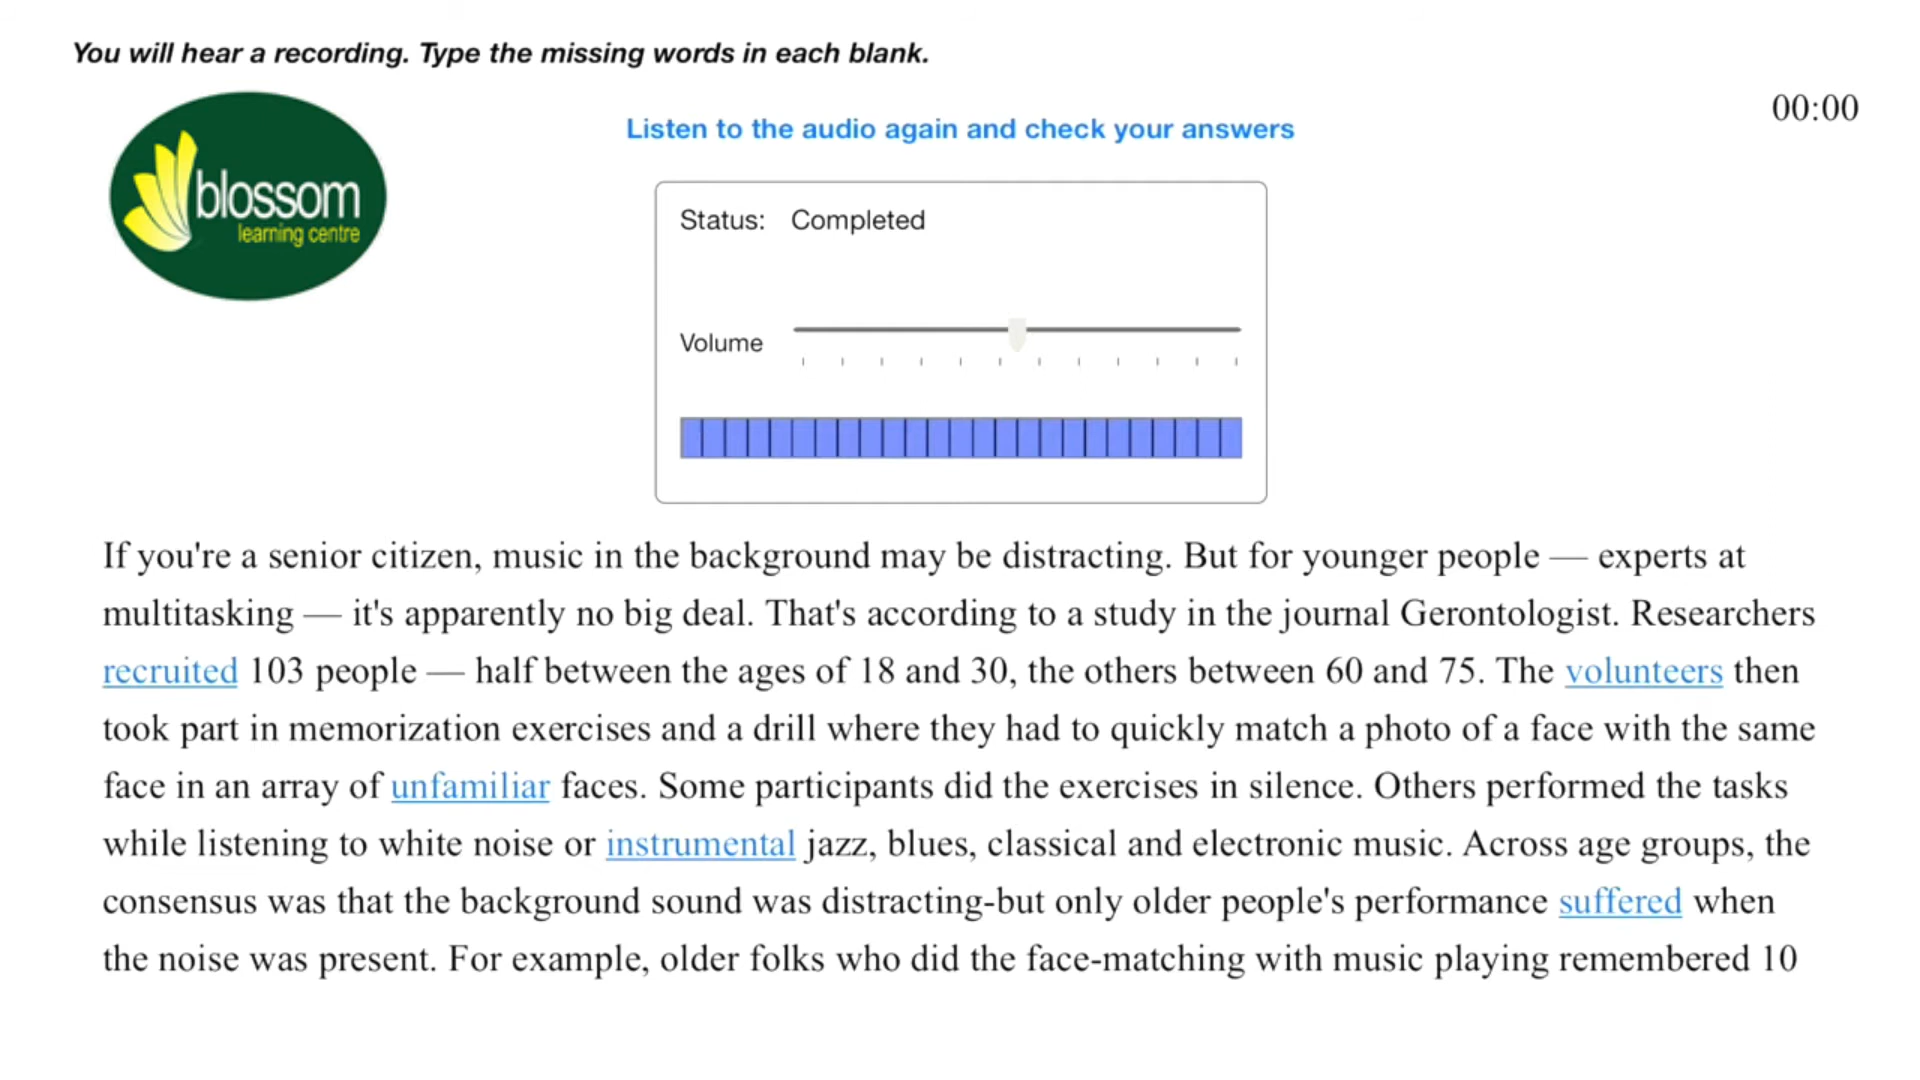 You will hear a recording. Type the missing words in each blank.
00:00
blossom
learning centre
Listen to the audio again and check your answers
Status: Completed
Volume
If you're a senior citizen, music in the background may be distracting. But for younger people — experts at
multitasking — it's apparently no big deal. That's according to a study in the journal Gerontologist. Researchers
recruited 103 people — half between the ages of 18 and 30, the others between 60 and 75. The volunteers then
took part in memorization exercises and a drill where they had to quickly match a photo of a face with the same
face in an array of unfamiliar faces. Some participants did the exercises in silence. Others performed the tasks
while listening to white noise or instrumental jazz, blues, classical and electronic music. Across age groups, the
consensus was that the background sound was distracting-but only older people's performance suffered when
the noise was present. For example, older folks who did the face-matching with music playing remembered 10